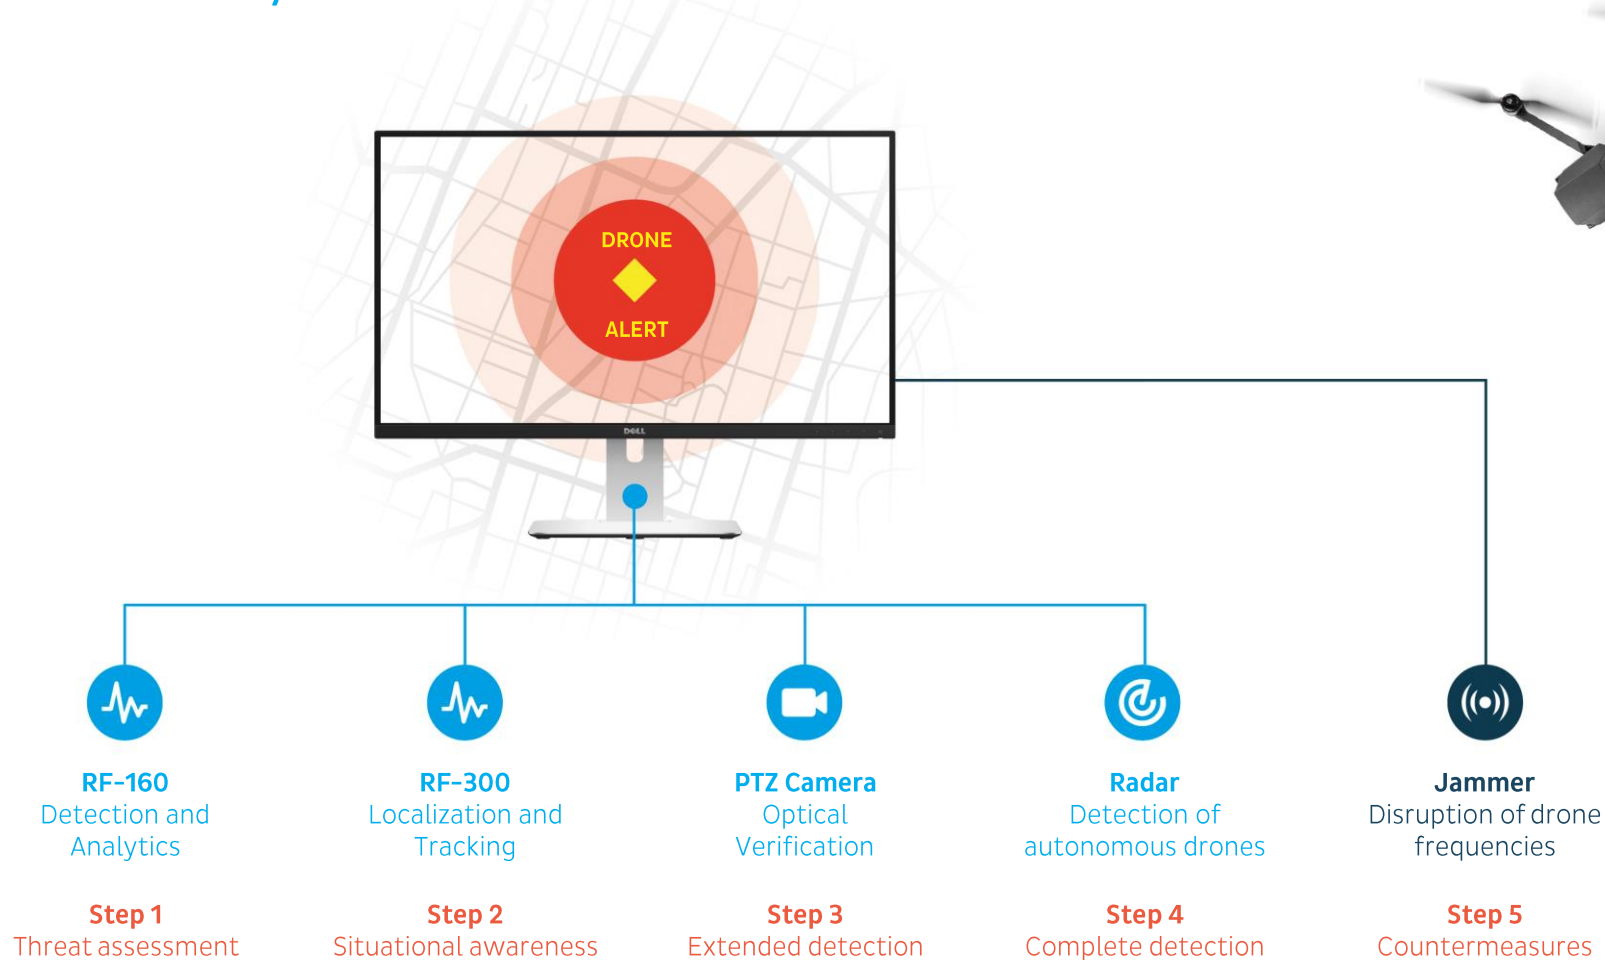 DRONE
ALERT
DELL
RF-160
Detection and
Analytics
Step 1
Threat assessment
RF-300
Localization and
Tracking
Step 2
Situational awareness
PTZ Camera
Optical
Verification
Step 3
Extended detection
Radar
Detection of
autonomous drones
Step 4
Complete detection
Jammer
Disruption of drone
frequencies
Step 5
Countermeasures